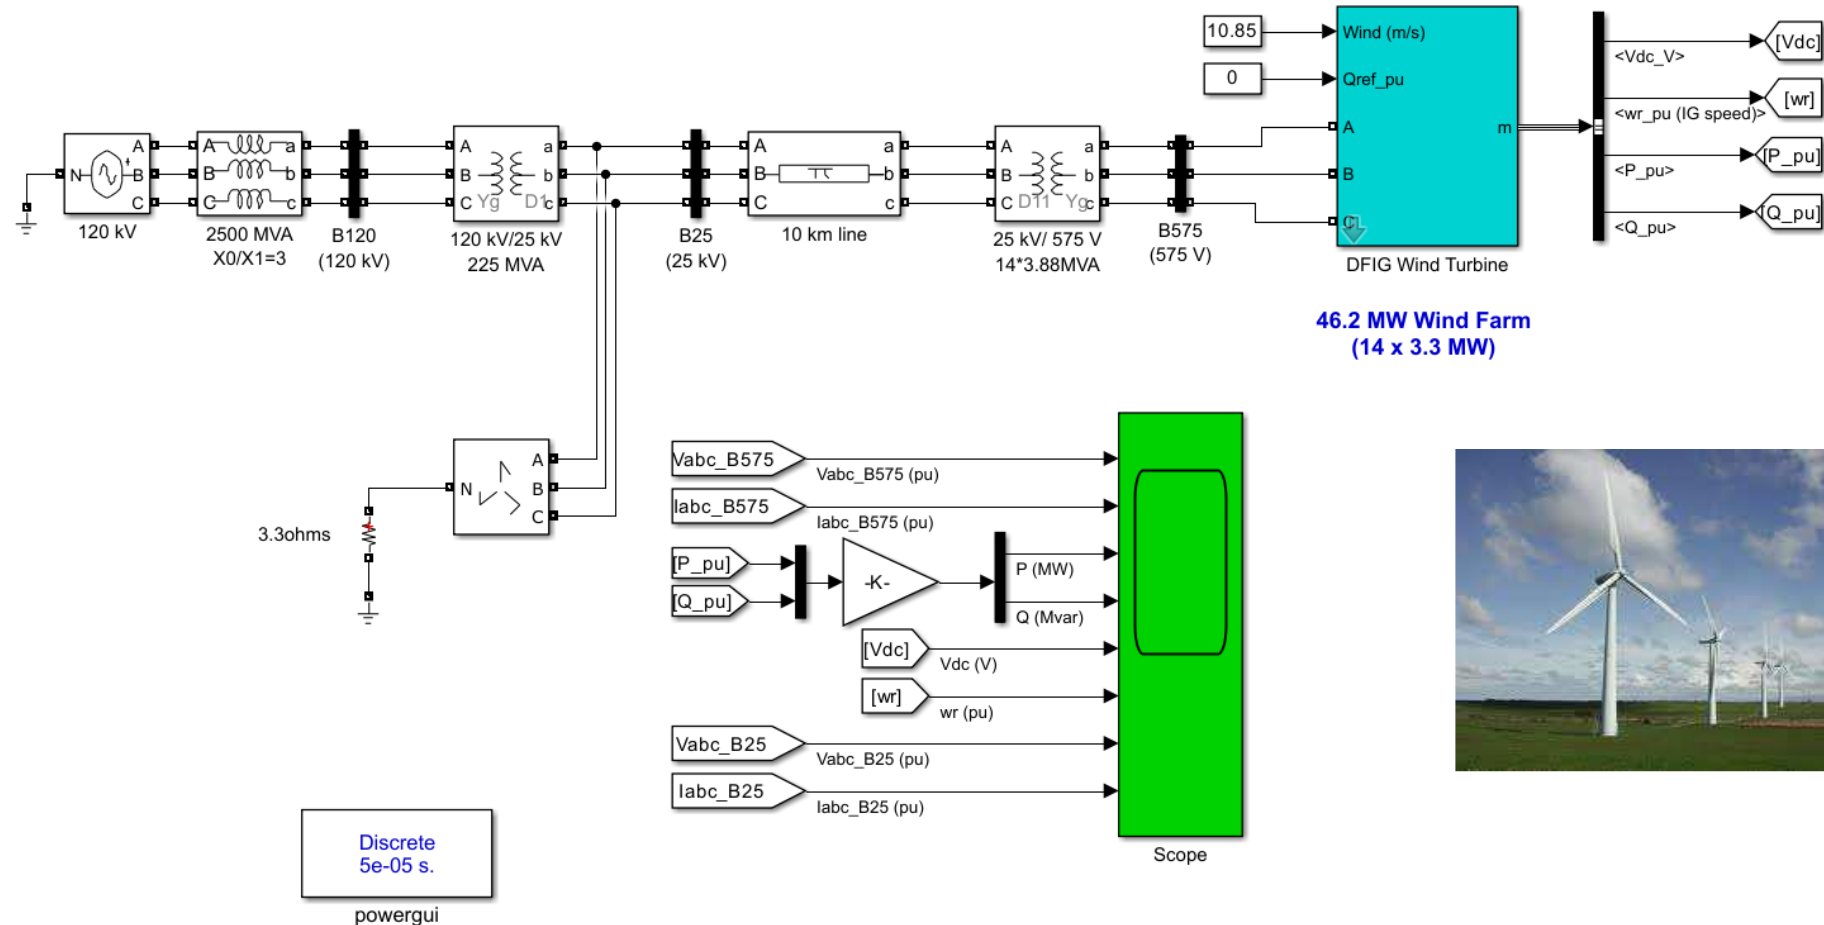 10.85
Wind (m/s)
[Vdc]
<Vdc_V>
0
Qref_pu
[wr]
<wr_pu (IG speed)>
A
m
[P_pu]
<P_pu>
B
[Q_pu]
<Q_pu>
C
DFIG Wind Turbine
N
A
B
C
120 kV
A
B
C
a
b
c
2500 MVA
X0/X1=3
B120
(120 kV)
A
B
C
Yg
D1
a
b
c
120 kV/25 kV
225 MVA
B25
(25 kV)
A
B
C
a
b
c
10 km line
A
B
C
D11
Yg
a
b
c
25 kV/ 575 V
14*3.88MVA
B575
(575 V)
46.2 MW Wind Farm
(14 x 3.3 MW)
N
A
B
C
3.3ohms
Vabc_B575
Vabc_B575 (pu)
Iabc_B575
Iabc_B575 (pu)
[P_pu]
[Q_pu]
-K-
P (MW)
Q (Mvar)
[Vdc]
Vdc (V)
[wr]
wr (pu)
Vabc_B25
Vabc_B25 (pu)
Iabc_B25
Iabc_B25 (pu)
Scope
Discrete
5e-05 s.
powergui